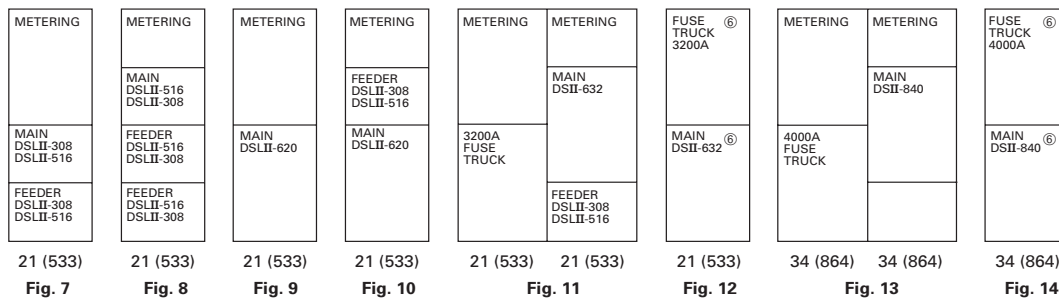 METERING
MAIN
DSLII-308
DSLII-516
FEEDER
DSLII-308
DSLII-516
21 (533)
Fig. 7
METERING
MAIN
DSLII-516
DSLII-308
FEEDER
DSLII-516
DSLII-308
FEEDER
DSLII-516
DSLII-308
21 (533)
Fig. 8
METERING
MAIN
DSLII-620
21 (533)
Fig. 9
METERING
FEEDER
DSLII-308
DSLII-516
MAIN
DSLII-620
21 (533)
Fig. 10
METERING
3200A
FUSE
TRUCK
21 (533)
METERING
MAIN
DSII-632
FEEDER
DSLII-308
DSLII-516
21 (533)
Fig. 11
FUSE ⑥
TRUCK
3200A
MAIN ⑥
DSII-632
21 (533)
Fig. 12
METERING
4000A
FUSE
TRUCK
34 (864)
METERING
MAIN
DSII-840
34 (864)
Fig. 13
FUSE ⑥
TRUCK
4000A
MAIN ⑥
DSII-840
34 (864)
Fig. 14